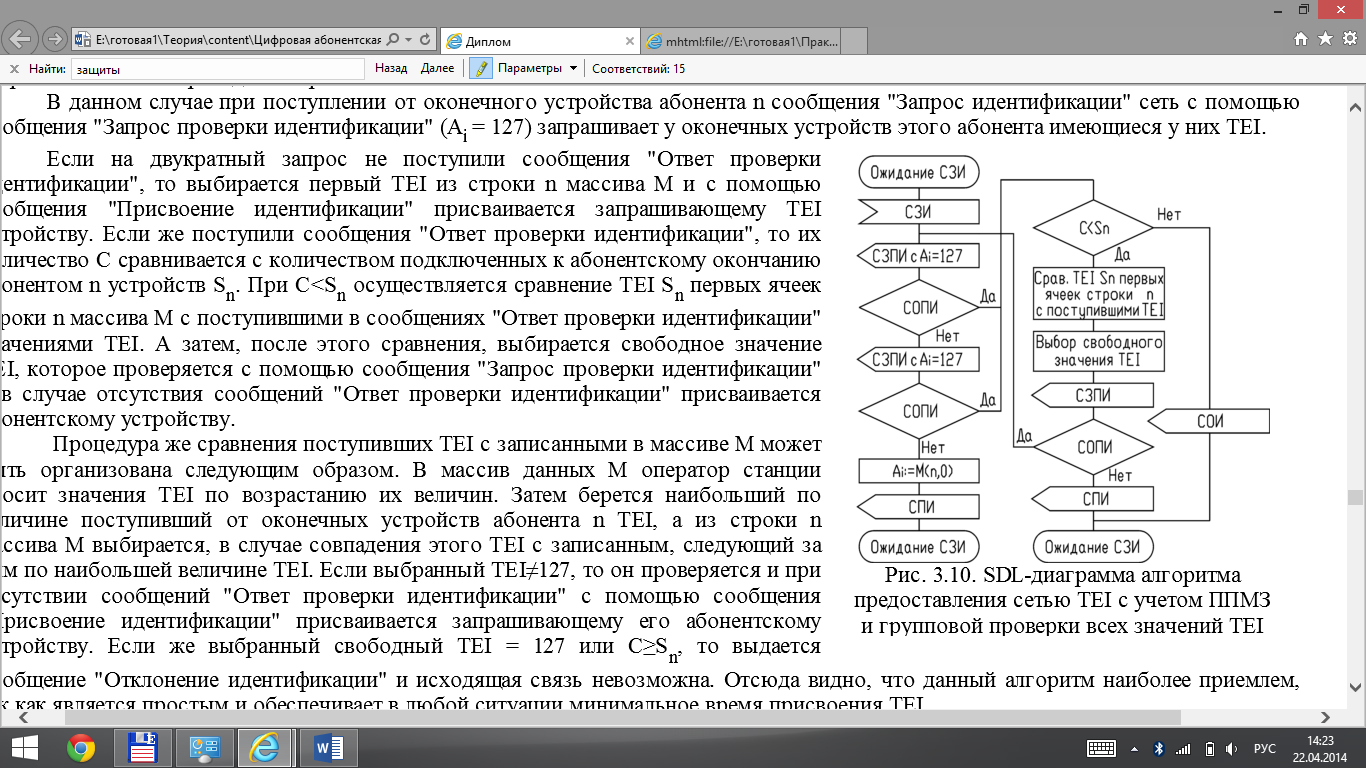 E:\готовая1\Теория\content\Цифровая абонентская
Диплом
mhtml:file://E:\готовая1\Прак...
Найти: защиты
Назад Далее Параметры Соответствий: 15
В данном случае при поступлении от оконечного устройства абонента n сообщения "Запрос идентификации" сеть с помощью
общения "Запрос проверки идентификации" (Ai = 127) запрашивает у оконечных устройств этого абонента имеющиеся у них TEI.
Если на двукратный запрос не поступили сообщения "Ответ проверки
ентификации", то выбирается первый TEI из строки n массива M и с помощью
общения "Присвоение идентификации" присваивается запрашивающему TEI
тройству. Если же поступили сообщения "Ответ проверки идентификации", то их
личество C сравнивается с количеством подключенных к абонентскому окончанию
онентом n устройств Sn. При C<Sn осуществляется сравнение TEI Sn первых ячеек
роки n массива M с поступившими в сообщениях "Ответ проверки идентификации"
ачениями TEI. А затем, после этого сравнения, выбирается свободное значение
EI, которое проверяется с помощью сообщения "Запрос проверки идентификации"
в случае отсутствия сообщений "Ответ проверки идентификации" присваивается
онентскому устройству.
Процедура же сравнения поступивших TEI с записанными в массиве M может
ть организована следующим образом. В массив данных M оператор станции
осит значения TEI по возрастанию их величин. Затем берется наибольший по
личине поступивший от оконечных устройств абонента n TEI, а из строки n
ассива M выбирается, в случае совпадения этого TEI с записанным, следующий за
м по наибольшей величине TEI. Если выбранный TEI≠127, то он проверяется и при
сутствии сообщений "Ответ проверки идентификации" с помощью сообщения
рисвоение идентификации" присваивается запрашивающему его абонентскому
тройству. Если же выбранный свободный TEI = 127 или C≥Sn, то выдается
общение "Отклонение идентификации" и исходящая связь невозможна. Отсюда видно, что данный алгоритм наиболее приемлем,
к как является простым и обеспечивает в любой ситуации минимальное время присвоения TEI
Ожидание СЗИ
СЗИ
СЗПИ с Ai=127
СОПИ
Да
Нет
СЗПИ с Ai=127
СОПИ
Да
Нет
Ai:=M(n,0)
СПИ
Ожидание СЗИ
C<Sn
Нет
Да
Срав. TEI Sn первых
ячеек строки n
с поступившими TEI
Выбор свободного
значения TEI
СЗПИ
СОИ
СОПИ
Да
Нет
СПИ
Ожидание СЗИ
Рис. 3.10. SDL-диаграмма алгоритма
предоставления сетью TEI с учетом ППМЗ
и групповой проверки всех значений TEI
РУС
14:23
22.04.2014